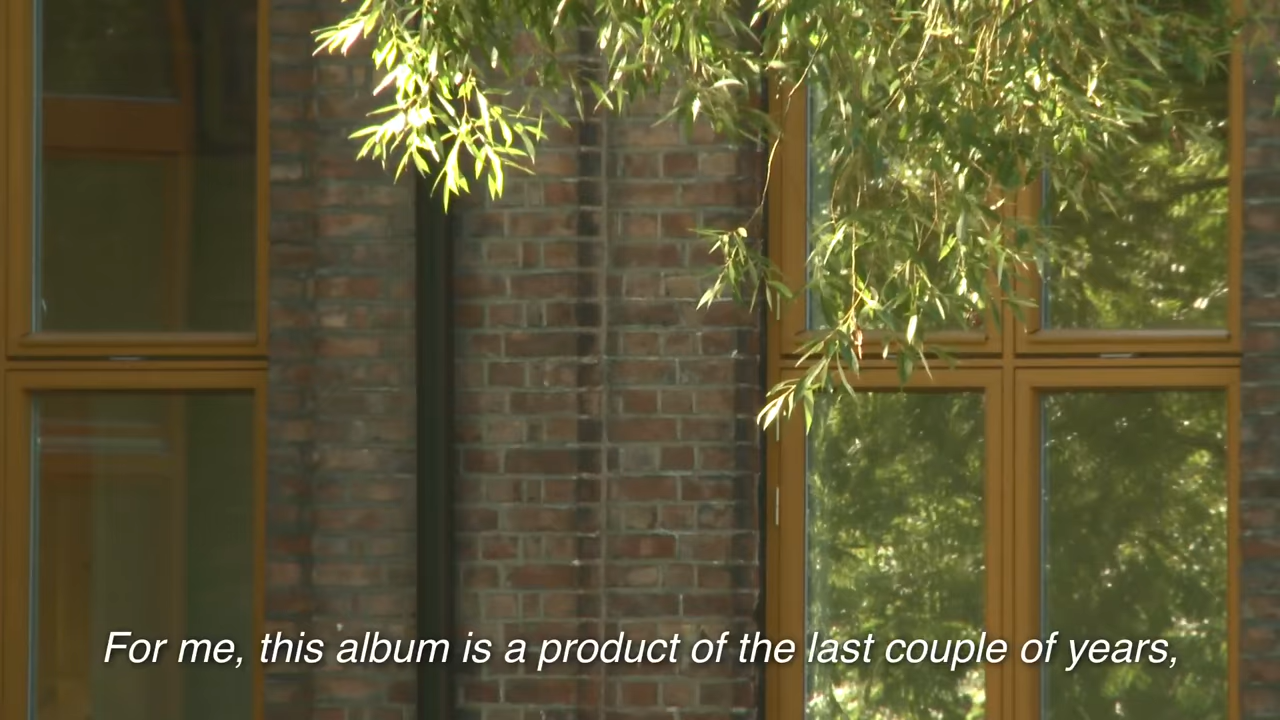 For me, this album is a product of the last couple of years,